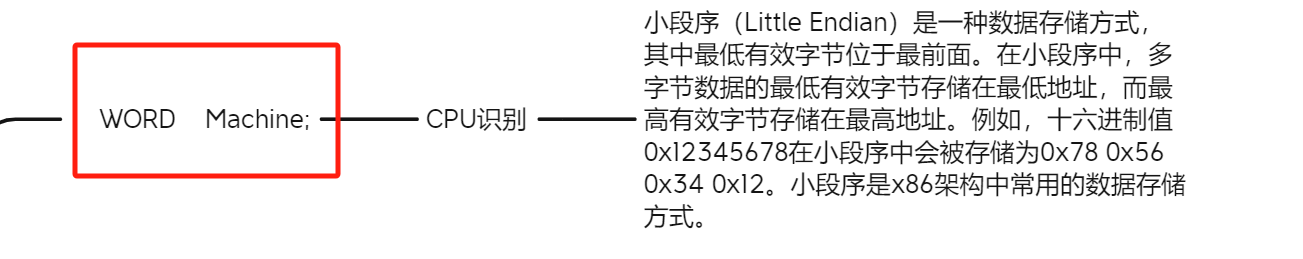 WORD Machine;
CPU识别
小段序（Little Endian）是一种数据存储方式，
其中最低有效字节位于最前面。在小段序中，多
字节数据的最低有效字节存储在最低地址，而最
高有效字节存储在最高地址。例如，十六进制值
0x12345678在小段序中会被存储为0x78 0x56
0x34 0x12。小段序是x86架构中常用的数据存储
方式。